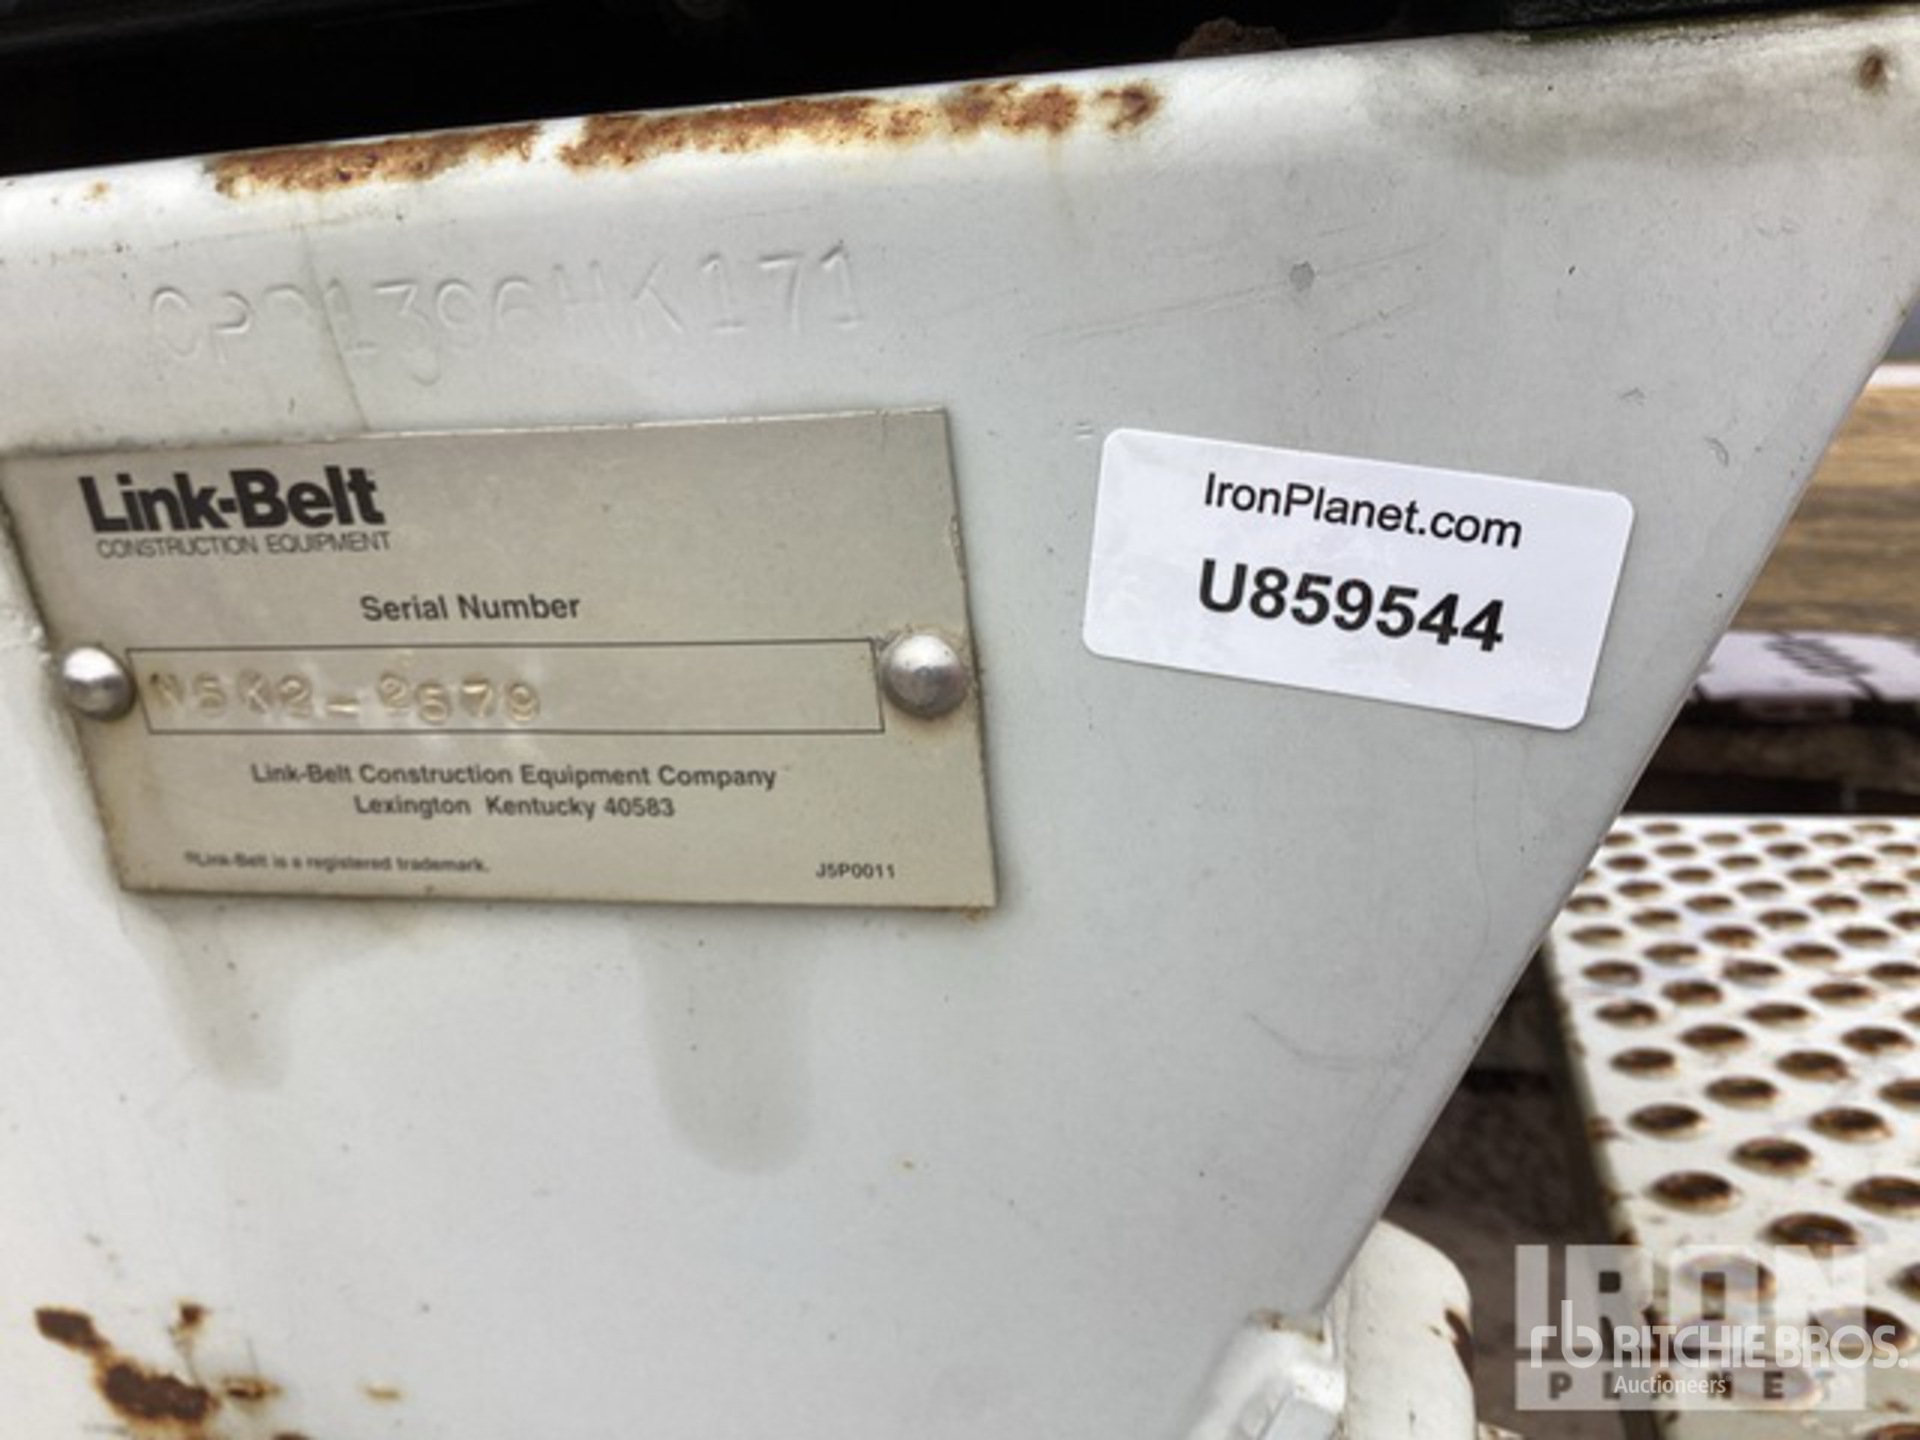 Link-Belt
CONSTRUCTION EQUIPMENT
Serial Number
N5K2-2679
Link-Belt Construction Equipment Company
Lexington Kentucky 40583
®Link-Belt is a registered trademark.
J5P0011
IronPlanet.com
U859544
IRON
PLANET
rb RITCHIE BROS.
Auctioneers